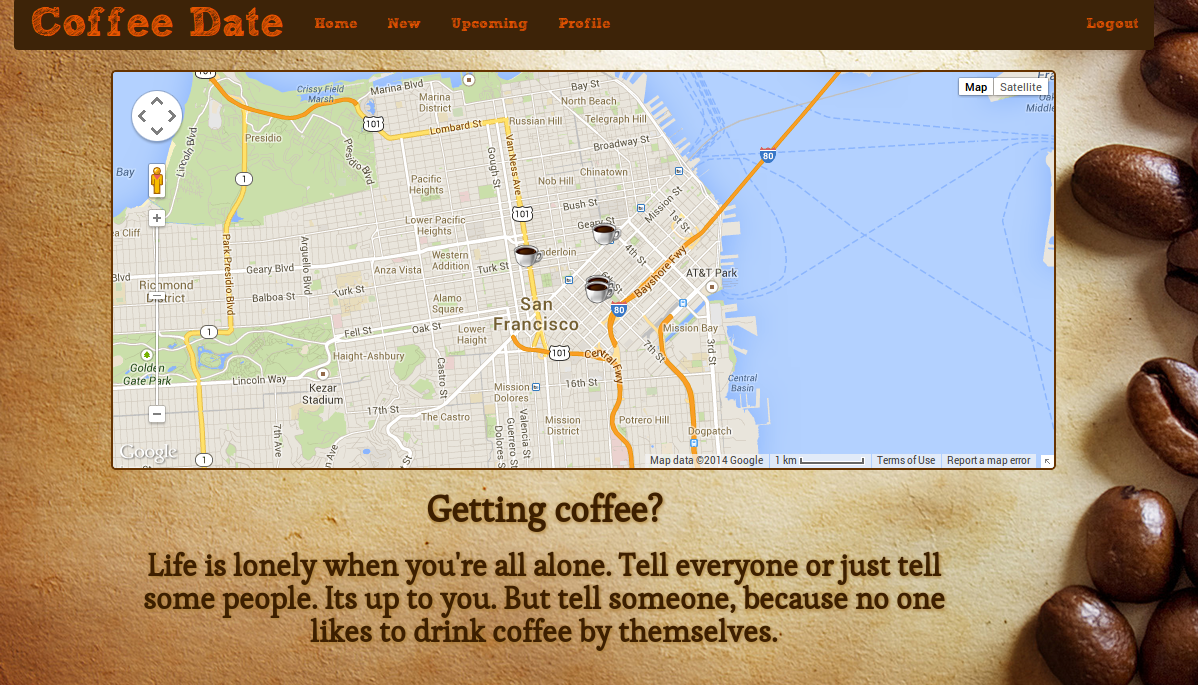 Coffee Date
Home
New
Upcoming
Profile
Logout
101
Crissy Field
Marsh
Marina Blvd
Bay St
Map
Satellite
Marina
District
North Beach
101
Lombard St
Russian Hill
Telegraph Hill
Presidio
Lincoln Blvd
Presidio Blvd
Van Ness Ave
Gough St
Broadway St
80
Bay
1
Pacific
Heights
Nob Hill
Chinatown
Bush St
Mission St
1st St
101
Lower Pacific
Heights
Geary St
4th St
Park Presidio Blvd
Arguello Blvd
Western
Addition
Turk St
Geary Blvd
Anza Vista
Bayshore Fwy
AT&T Park
Richmond
District
Balboa St
Turk St
Alamo
Square
San
Francisco
80
1
Fell St
Oak St
Lower
Haight
Mission Bay
7th St
3rd St
Haight-Ashbury
101
Central Fwy
Golden
Gate Park
Lincoln Way
Kezar
Stadium
Castro St
Mission
Dolores
16th St
Central
Basin
17th St
The Castro
Mission
District
Potrero Hill
Dogpatch
7th Ave
Guerrero St
Dolores S
Valencia St
1
Google
Map data ©2014 Google
1 km
Terms of Use
Report a map error
Getting coffee?
Life is lonely when you're all alone. Tell everyone or just tell
some people. Its up to you. But tell someone, because no one
likes to drink coffee by themselves.